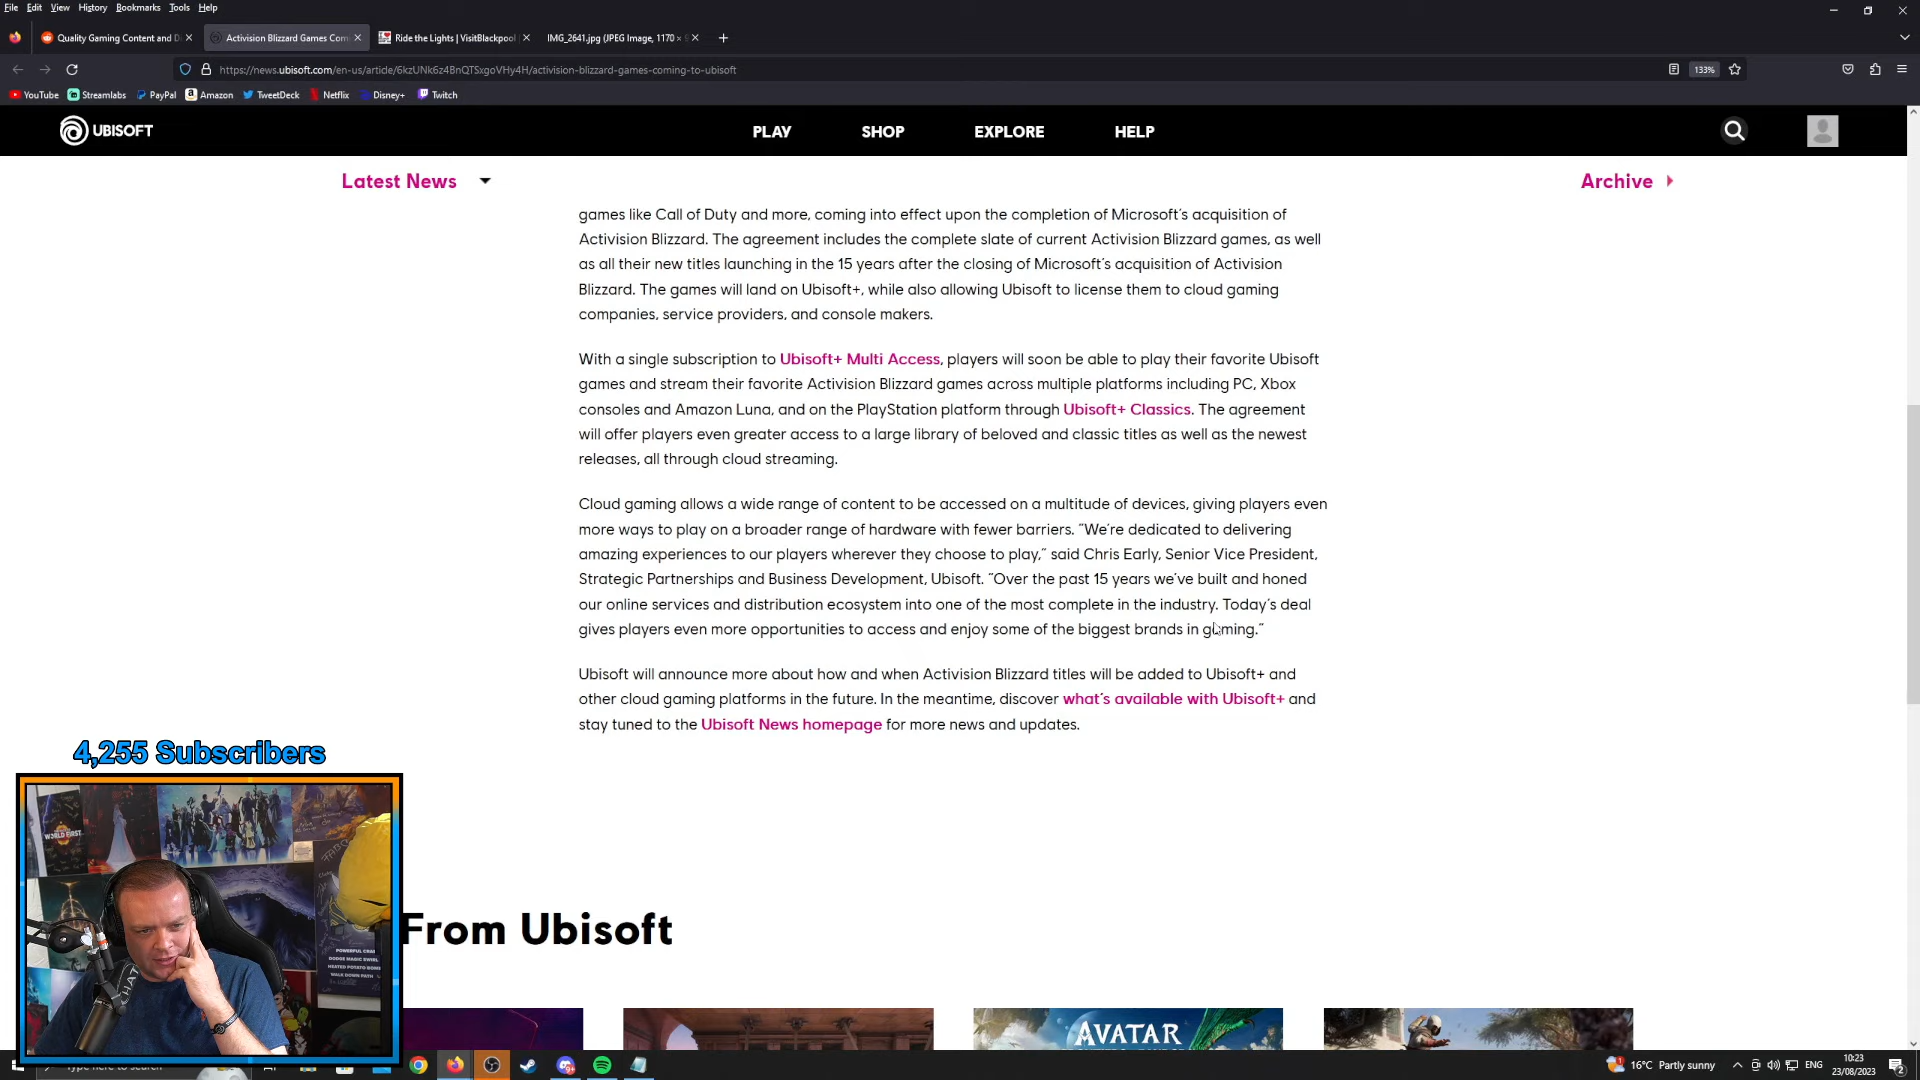 File Edit View History Bookmarks Tools Help
Quality Gaming Content and D
Activision Blizzard Games Com
Ride the Lights | VisitBlackpool
IMG_2641.jpg (JPEG Image, 1170 ×
https://news.ubisoft.com/en-us/article/6kzUNk6z4BnQTSxgoVHy4H/activision-blizzard-games-coming-to-ubisoft
133%
YouTube Streamlabs PayPal Amazon TweetDeck Netflix Disney+ Twitch
UBISOFT PLAY SHOP EXPLORE HELP
Latest News
Archive
games like Call of Duty and more, coming into effect upon the completion of Microsoft's acquisition of
Activision Blizzard. The agreement includes the complete slate of current Activision Blizzard games, as well
as all their new titles launching in the 15 years after the closing of Microsoft's acquisition of Activision
Blizzard. The games will land on Ubisoft+, while also allowing Ubisoft to license them to cloud gaming
companies, service providers, and console makers.
With a single subscription to Ubisoft+ Multi Access, players will soon be able to play their favorite Ubisoft
games and stream their favorite Activision Blizzard games across multiple platforms including PC, Xbox
consoles and Amazon Luna, and on the PlayStation platform through Ubisoft+ Classics. The agreement
will offer players even greater access to a large library of beloved and classic titles as well as the newest
releases, all through cloud streaming.
Cloud gaming allows a wide range of content to be accessed on a multitude of devices, giving players even
more ways to play on a broader range of hardware with fewer barriers. "We're dedicated to delivering
amazing experiences to our players wherever they choose to play," said Chris Early, Senior Vice President,
Strategic Partnerships and Business Development, Ubisoft. "Over the past 15 years we've built and honed
our online services and distribution ecosystem into one of the most complete in the industry. Today's deal
gives players even more opportunities to access and enjoy some of the biggest brands in gaming."
Ubisoft will announce more about how and when Activision Blizzard titles will be added to Ubisoft+ and
other cloud gaming platforms in the future. In the meantime, discover what's available with Ubisoft+ and
stay tuned to the Ubisoft News homepage for more news and updates.
4,255 Subscribers
WORLD FIRST
POWERFUL CHAI
DODGE MAGIC SWIRL
HEATED POTATO BOMB
WALK DOWN PATH
CHAT
From Ubisoft
AVATAR
Type here to search
16°C Partly sunny
ENG
10:23
23/08/2023